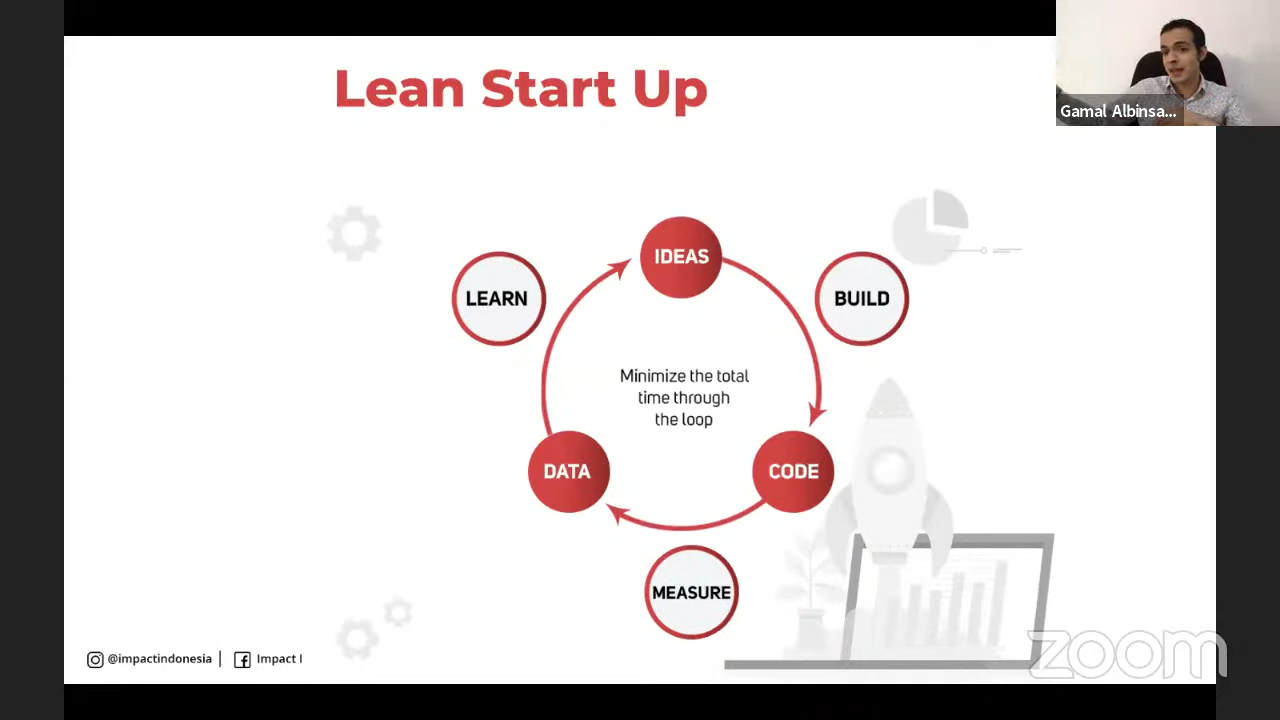 Lean Start Up
Gamal Albinsa...
IDEAS
LEARN
BUILD
Minimize the total
time through
the loop
DATA
CODE
MEASURE
@impactindonesia | Impact I
zoom